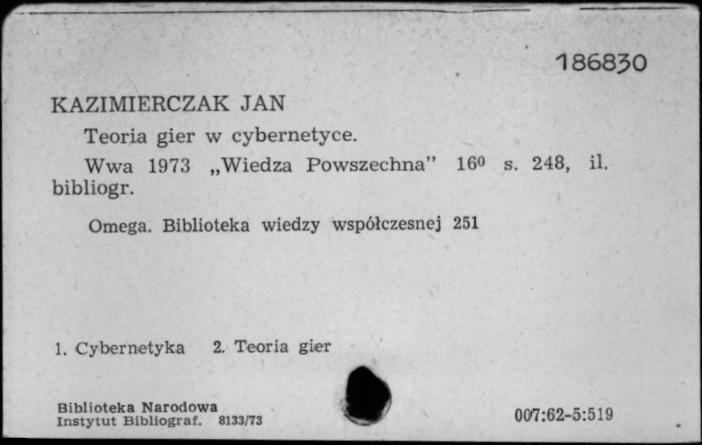 186830
KAZIMIERCZAK JAN
Teoria gier w cybernetyce.
Wwa 1973 „Wiedza Powszechna” 16⁰ s. 248, il.
bibliogr.
Omega. Biblioteka wiedzy współczesnej 251
1. Cybernetyka 2. Teoria gier
Biblioteka Narodowa
Instytut Bibliograf. 8133/73
007:62-5:519